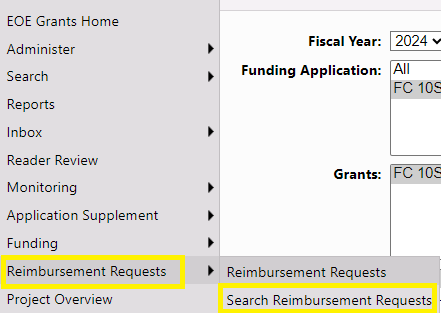 EOE Grants Home
Administer
Search
Reports
Inbox
Reader Review
Monitoring
Application Supplement
Funding
Reimbursement Requests
Project Overview
Fiscal Year: 2024
Funding Application: All
FC 10S
Grants: FC 10S
Reimbursement Requests
Search Reimbursement Requests